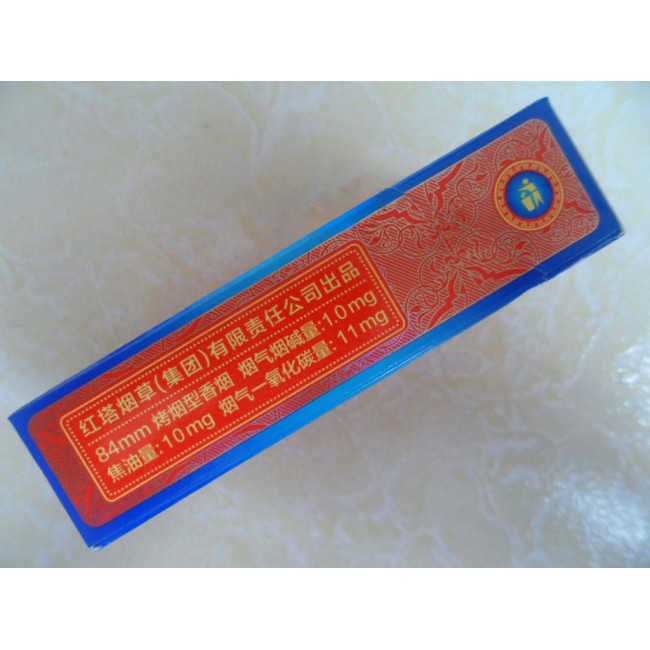 红塔烟草(集团)有限责任公司出品
84mm 烤烟型香烟 烟气烟碱量:1.0mg
焦油量:10mg 烟气一氧化碳量:11mg